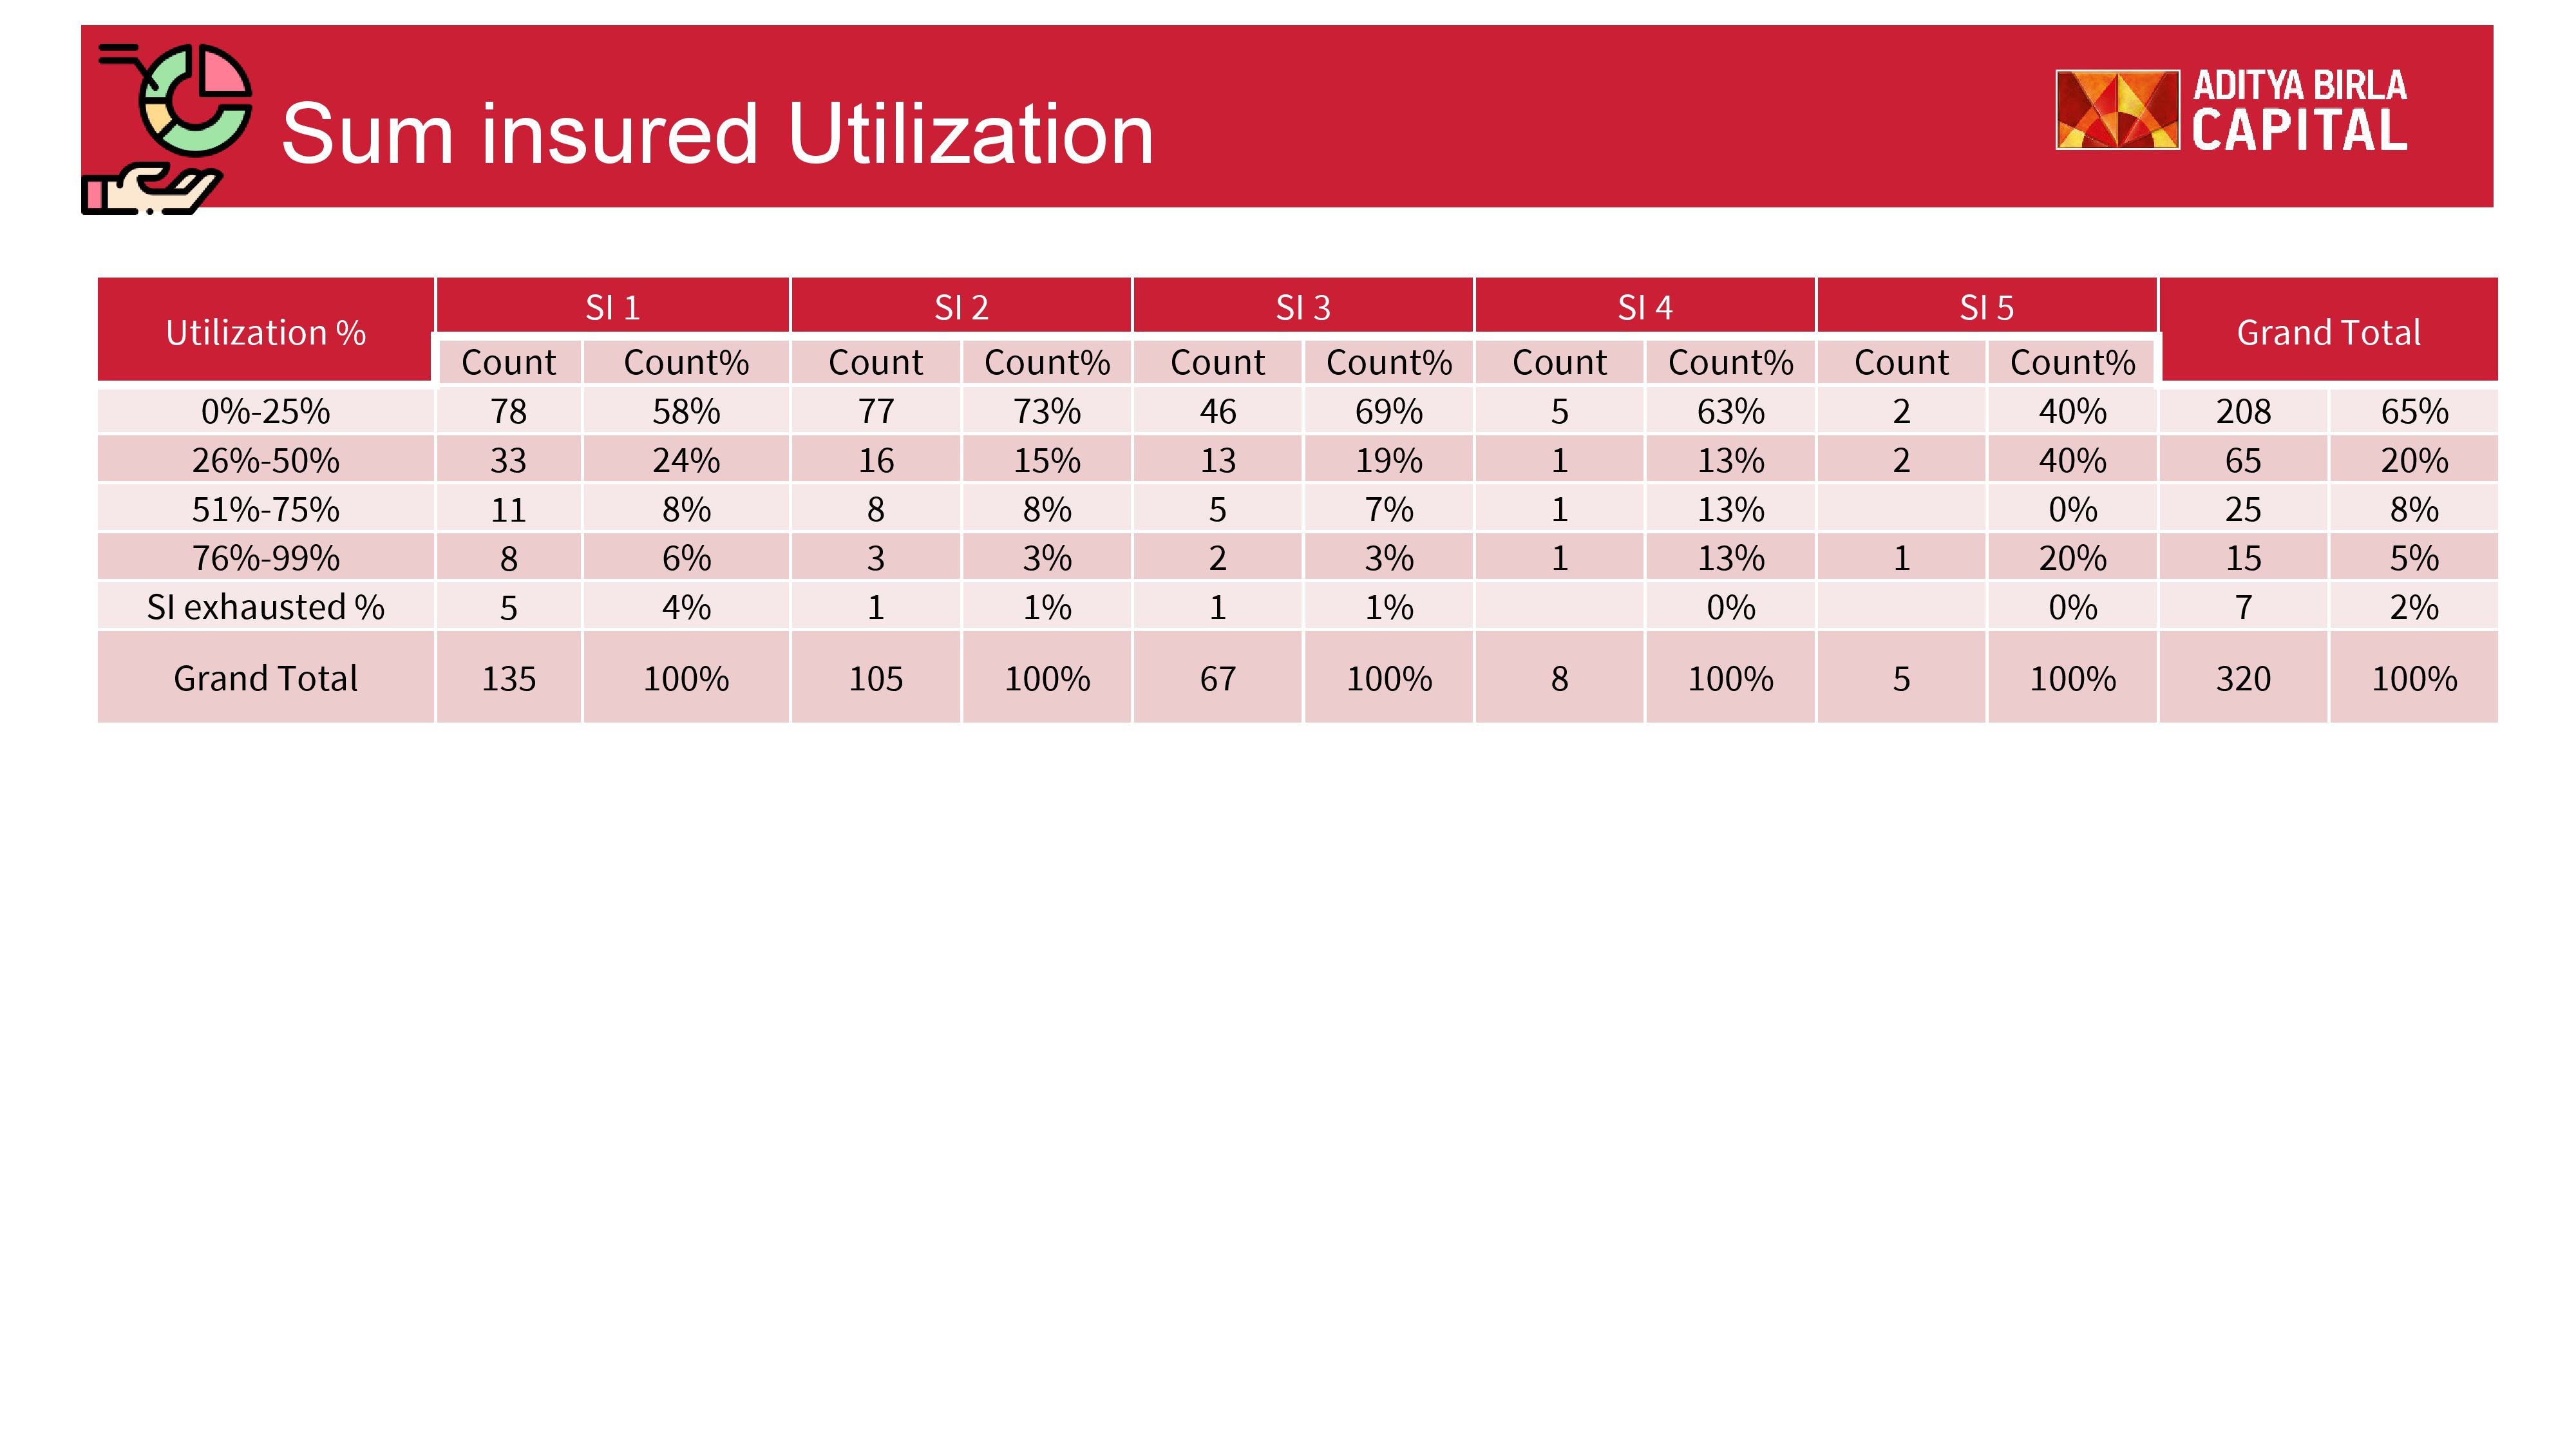 Sum insured Utilization
ADITYA BIRLA
CAPITAL
Utilization % SI 1 SI 2 SI 3 SI 4 SI 5 Grand Total
Count Count% Count Count% Count Count% Count Count% Count Count%
0%-25% 78 58% 77 73% 46 69% 5 63% 2 40% 208 65%
26%-50% 33 24% 16 15% 13 19% 1 13% 2 40% 65 20%
51%-75% 11 8% 8 8% 5 7% 1 13% 0% 25 8%
76%-99% 8 6% 3 3% 2 3% 1 13% 1 20% 15 5%
SI exhausted % 5 4% 1 1% 1 1% 0% 0% 7 2%
Grand Total 135 100% 105 100% 67 100% 8 100% 5 100% 320 100%